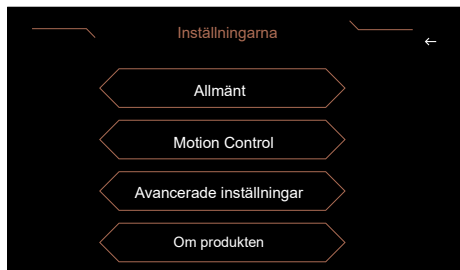 Inställningarna
Allmänt
Motion Control
Avancerade inställningar
Om produkten